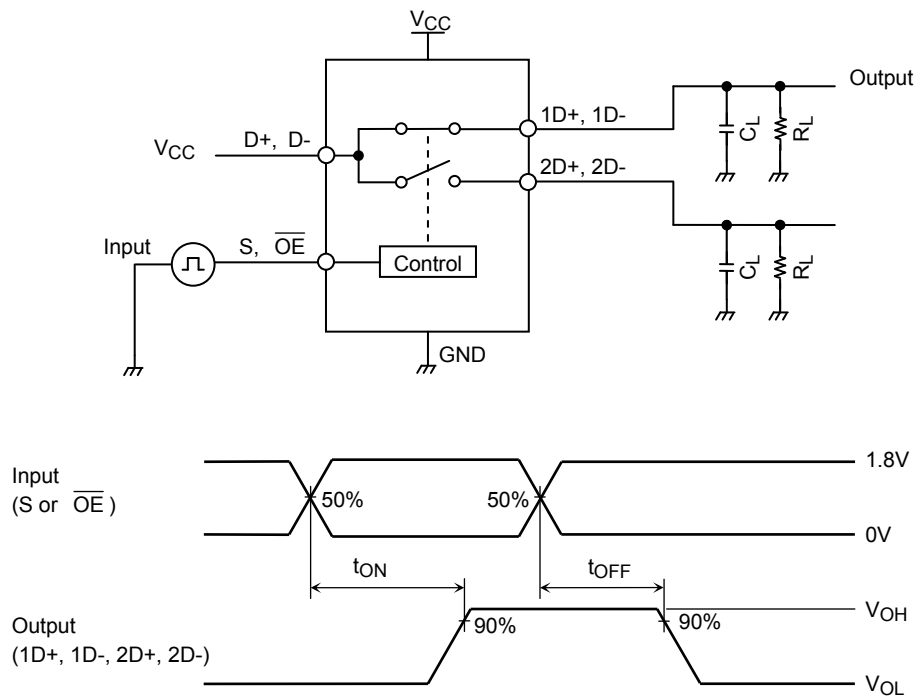 VCC
Output
1D+, 1D-
CL
RL
VCC
D+, D-
2D+, 2D-
Input
S, OE
Control
CL
RL
GND
Input
(S or OE )
50%
50%
1.8V
0V
tON
tOFF
Output
(1D+, 1D-, 2D+, 2D-)
90%
90%
VOH
VOL